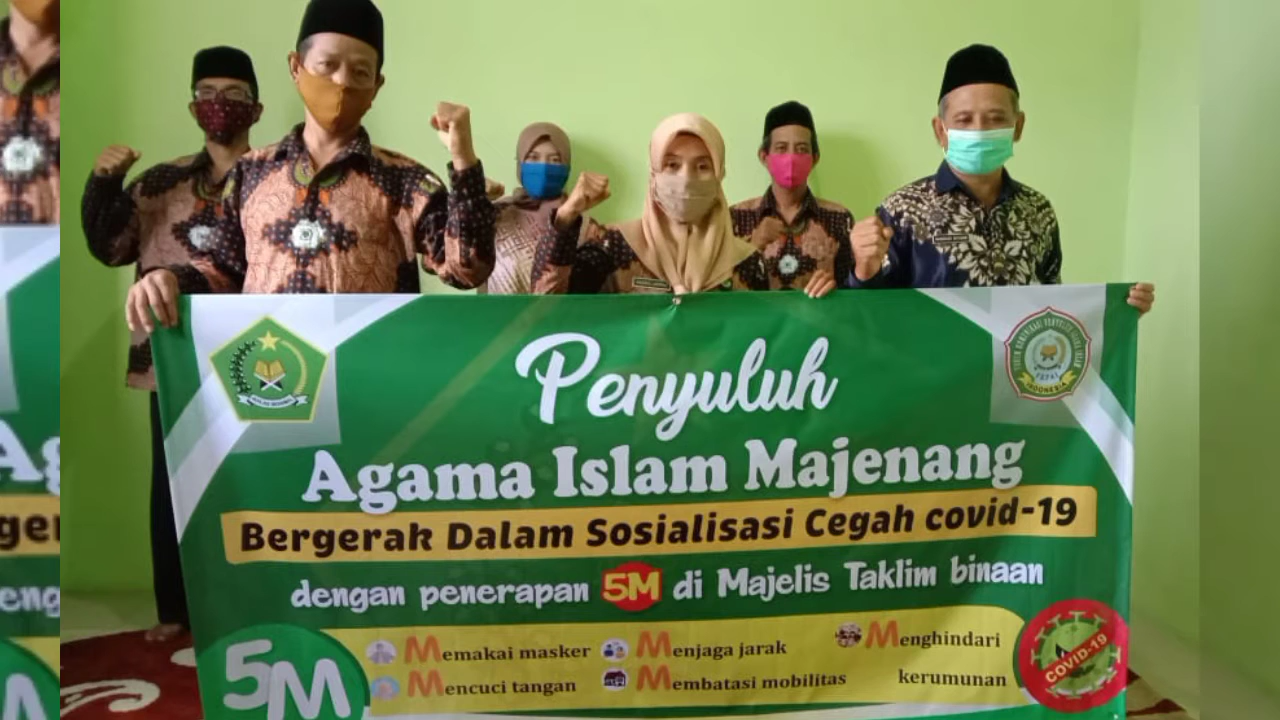 Penyuluh
Agama Islam Majenang
Bergerak Dalam Sosialisasi Cegah covid-19
dengan penerapan 5M di Majelis Taklim binaan
5M
Memakai masker
Menjaga jarak
Menghindari
kerumunan
Mencuci tangan
Membatasi mobilitas
COVID-19
INDONESIA